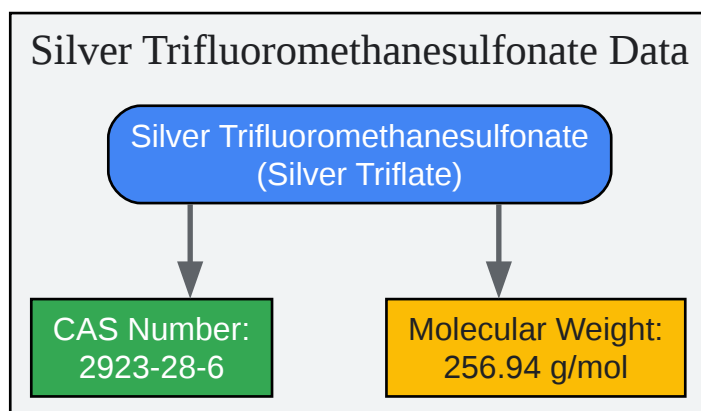 Silver Trifluoromethanesulfonate Data
Silver Trifluoromethanesulfonate
(Silver Triflate)
CAS Number:
2923-28-6
Molecular Weight:
256.94 g/mol